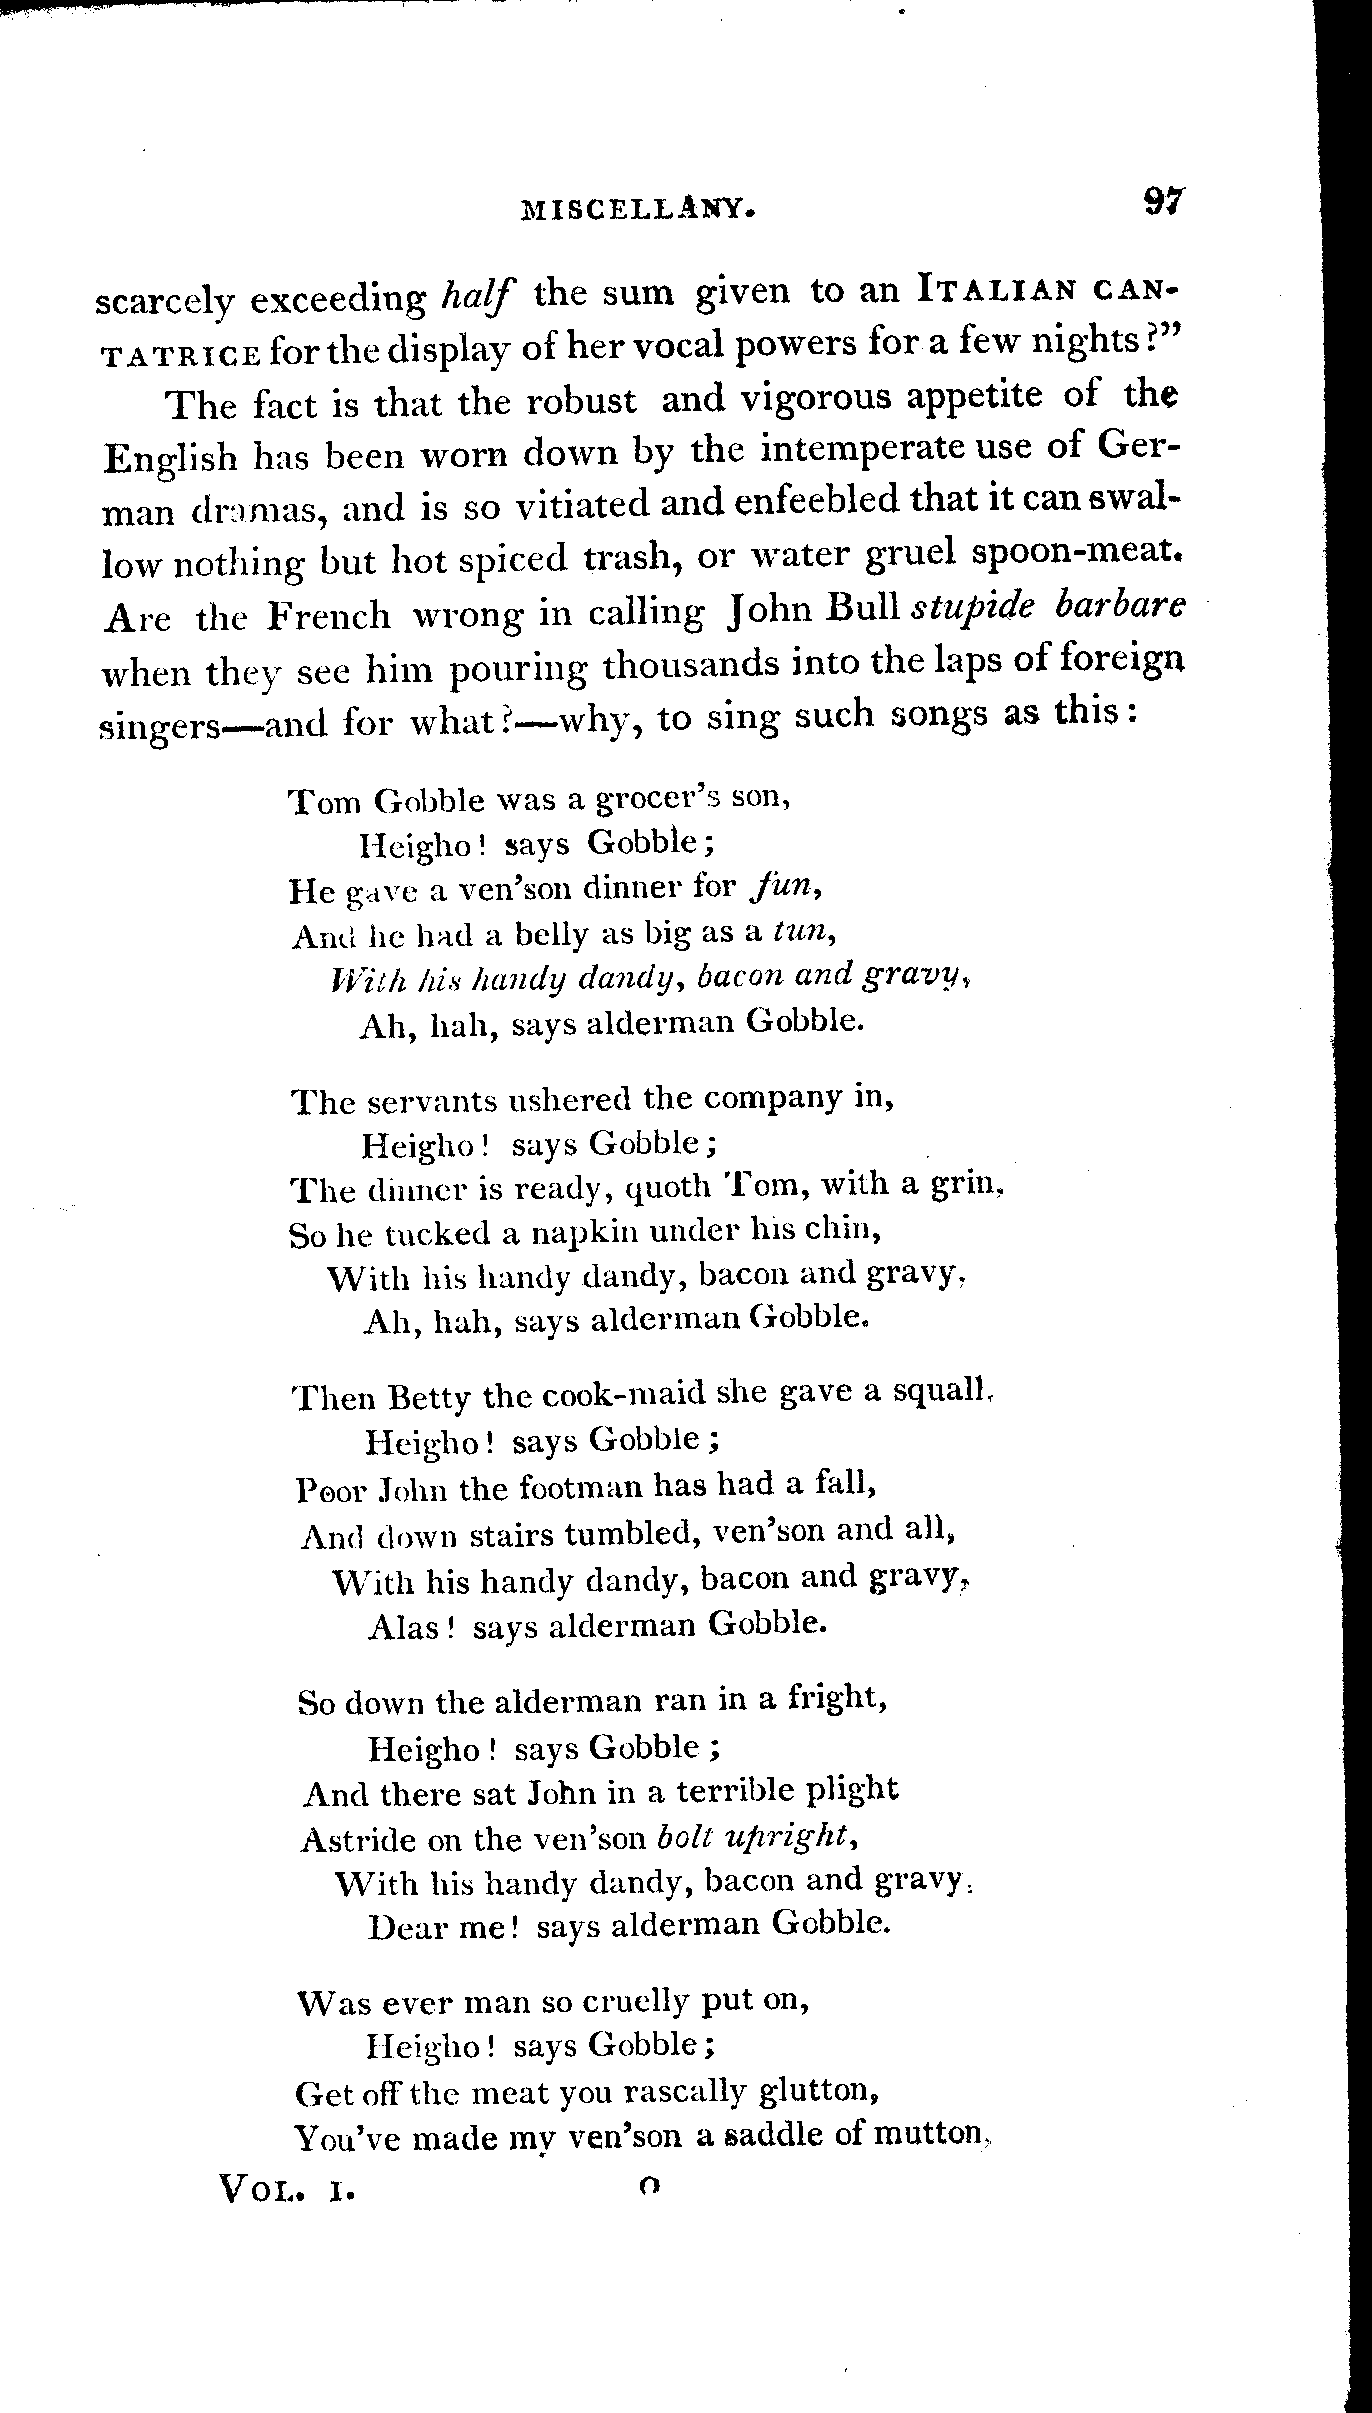 MISCELLANY. 97
scarcely exceeding half the sum given to an ITALIAN CAN-
TATRICE for the display of her vocal powers for a few nights?”
The fact is that the robust and vigorous appetite of the
English has been worn down by the intemperate use of Ger-
man dramas, and is so vitiated and enfeebled that it can swal-
low nothing but hot spiced trash, or water gruel spoon-meat.
Are the French wrong in calling John Bull stupide barbare
when they see him pouring thousands into the laps of foreign
singers—and for what?—why, to sing such songs as this:
Tom Gobble was a grocer’s son,
Heigho! says Gobble;
He gave a ven’son dinner for fun,
And he had a belly as big as a tun,
With his handy dandy, bacon and gravy,
Ah, hah, says alderman Gobble.
The servants ushered the company in,
Heigho! says Gobble;
The dinner is ready, quoth Tom, with a grin,
So he tucked a napkin under his chin,
With his handy dandy, bacon and gravy,
Ah, hah, says alderman Gobble.
Then Betty the cook-maid she gave a squall,
Heigho! says Gobble;
Poor John the footman has had a fall,
And down stairs tumbled, ven’son and all,
With his handy dandy, bacon and gravy,
Alas! says alderman Gobble.
So down the alderman ran in a fright,
Heigho! says Gobble;
And there sat John in a terrible plight
Astride on the ven’son bolt upright,
With his handy dandy, bacon and gravy.
Dear me! says alderman Gobble.
Was ever man so cruelly put on,
Heigho! says Gobble;
Get off the meat you rascally glutton,
You’ve made my ven’son a saddle of mutton,
VOL. I. O